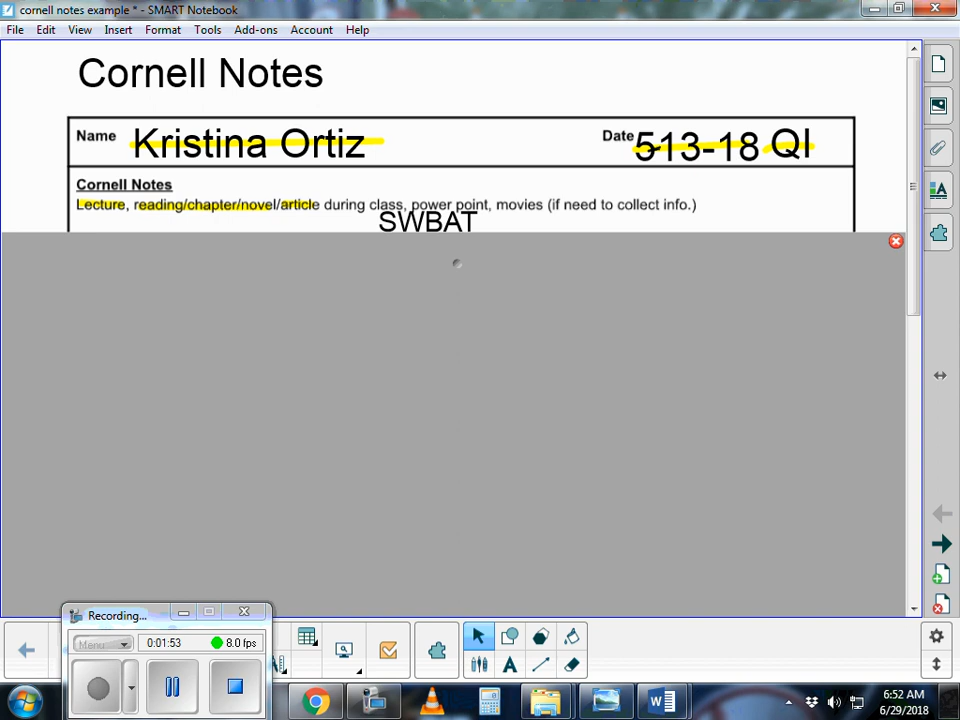 cornell notes example * - SMART Notebook
File Edit View Insert Format Tools Add-ons Account Help
Cornell Notes
Name Kristina Ortiz Date 513-18 QI
Cornell Notes
Lecture, reading/chapter/novel/article during class, power point, movies (if need to collect info.)
SWBAT
Recording...
Menu 0:01:53 8.0 fps
6:52 AM
6/29/2018